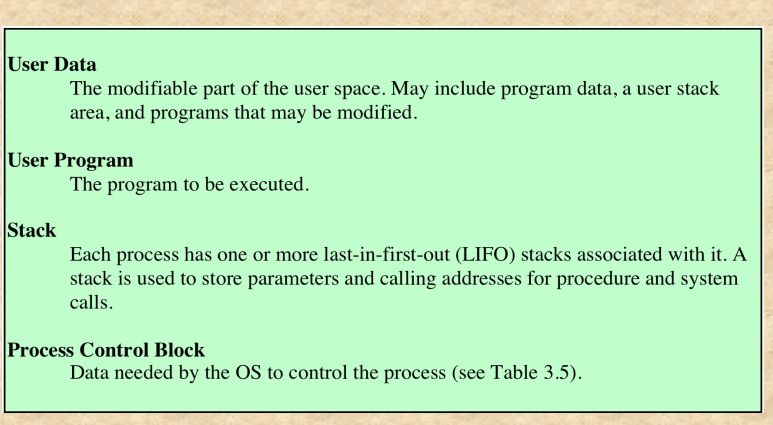 User Data
The modifiable part of the user space. May include program data, a user stack
area, and programs that may be modified.
User Program
The program to be executed.
Stack
Each process has one or more last-in-first-out (LIFO) stacks associated with it. A
stack is used to store parameters and calling addresses for procedure and system
calls.
Process Control Block
Data needed by the OS to control the process (see Table 3.5).